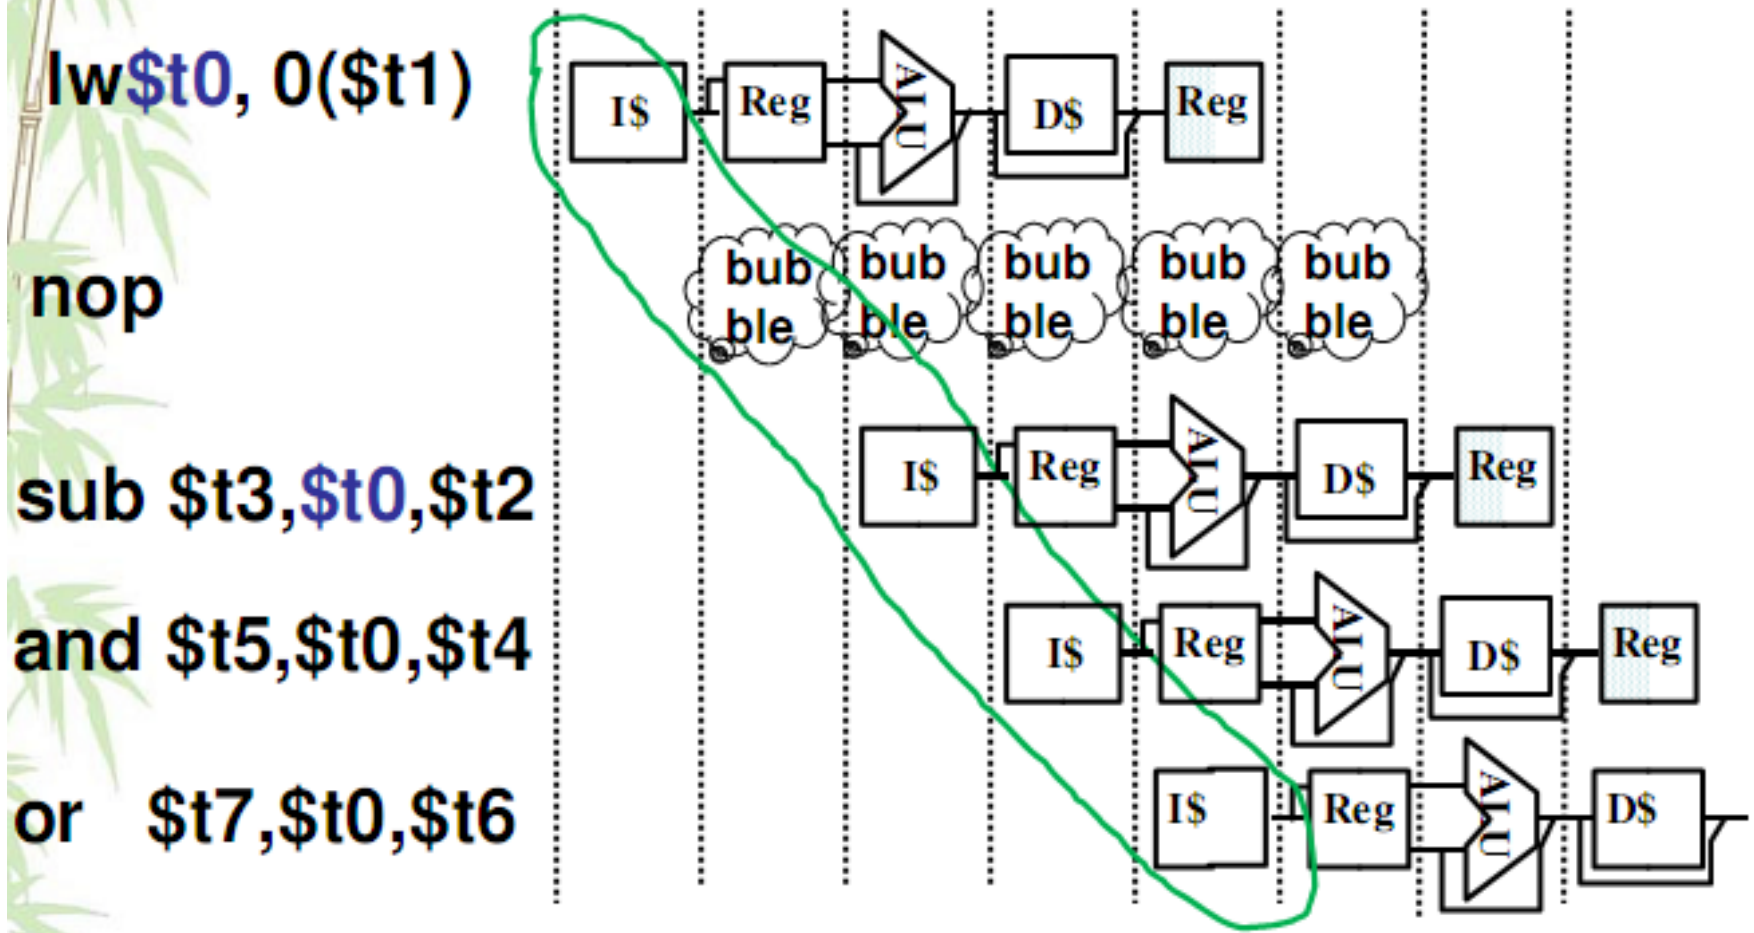 lw$t0, 0($t1)
I$ Reg ALU D$ Reg
nop
bub bub bub bub bub
ble ble ble ble ble
sub $t3,$t0,$t2
I$ Reg ALU D$ Reg
and $t5,$t0,$t4
I$ Reg ALU D$ Reg
or $t7,$t0,$t6
I$ Reg ALU D$